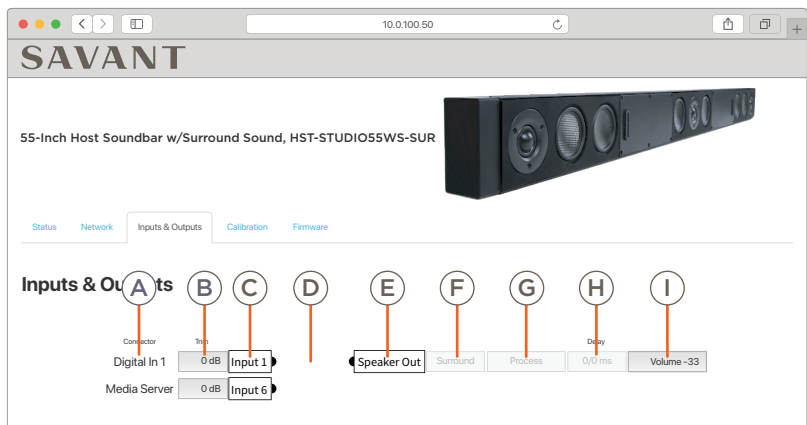 10.0.100.50
SAVANT
55-Inch Host Soundbar w/Surround Sound, HST-STUDIO55WS-SUR
Status Network Inputs & Outputs Calibration Firmware
Inputs & Outputs
A B C D E F G H I
Connector Trim Delay
Digital In 1 0 dB Input 1 Speaker Out Surround Process 0/0 ms Volume -33
Media Server 0 dB Input 6